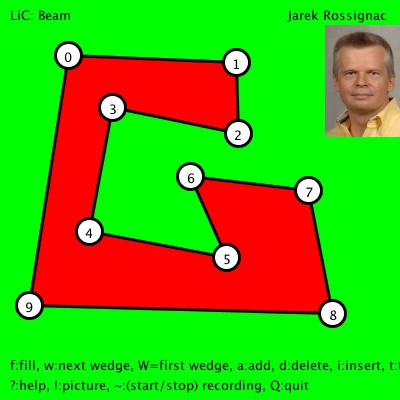 LiC: Beam
Jarek Rossignac
0
1
3
2
6
7
4
5
9
8
f:fill, w:next wedge, W=first wedge, a:add, d:delete, i:insert, t:
?:help, !:picture, ~:(start/stop) recording, Q:quit